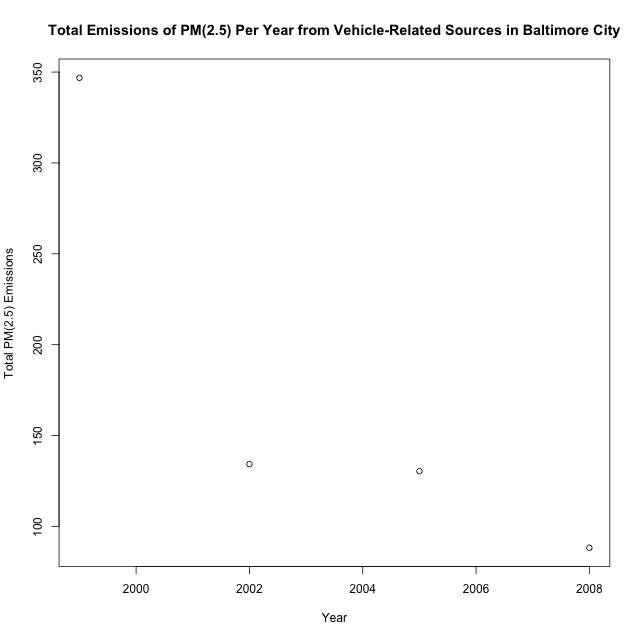 Total Emissions of PM(2.5) Per Year from Vehicle-Related Sources in Baltimore City
350
300
250
200
150
100
Total PM(2.5) Emissions
2000 2002 2004 2006 2008
Year